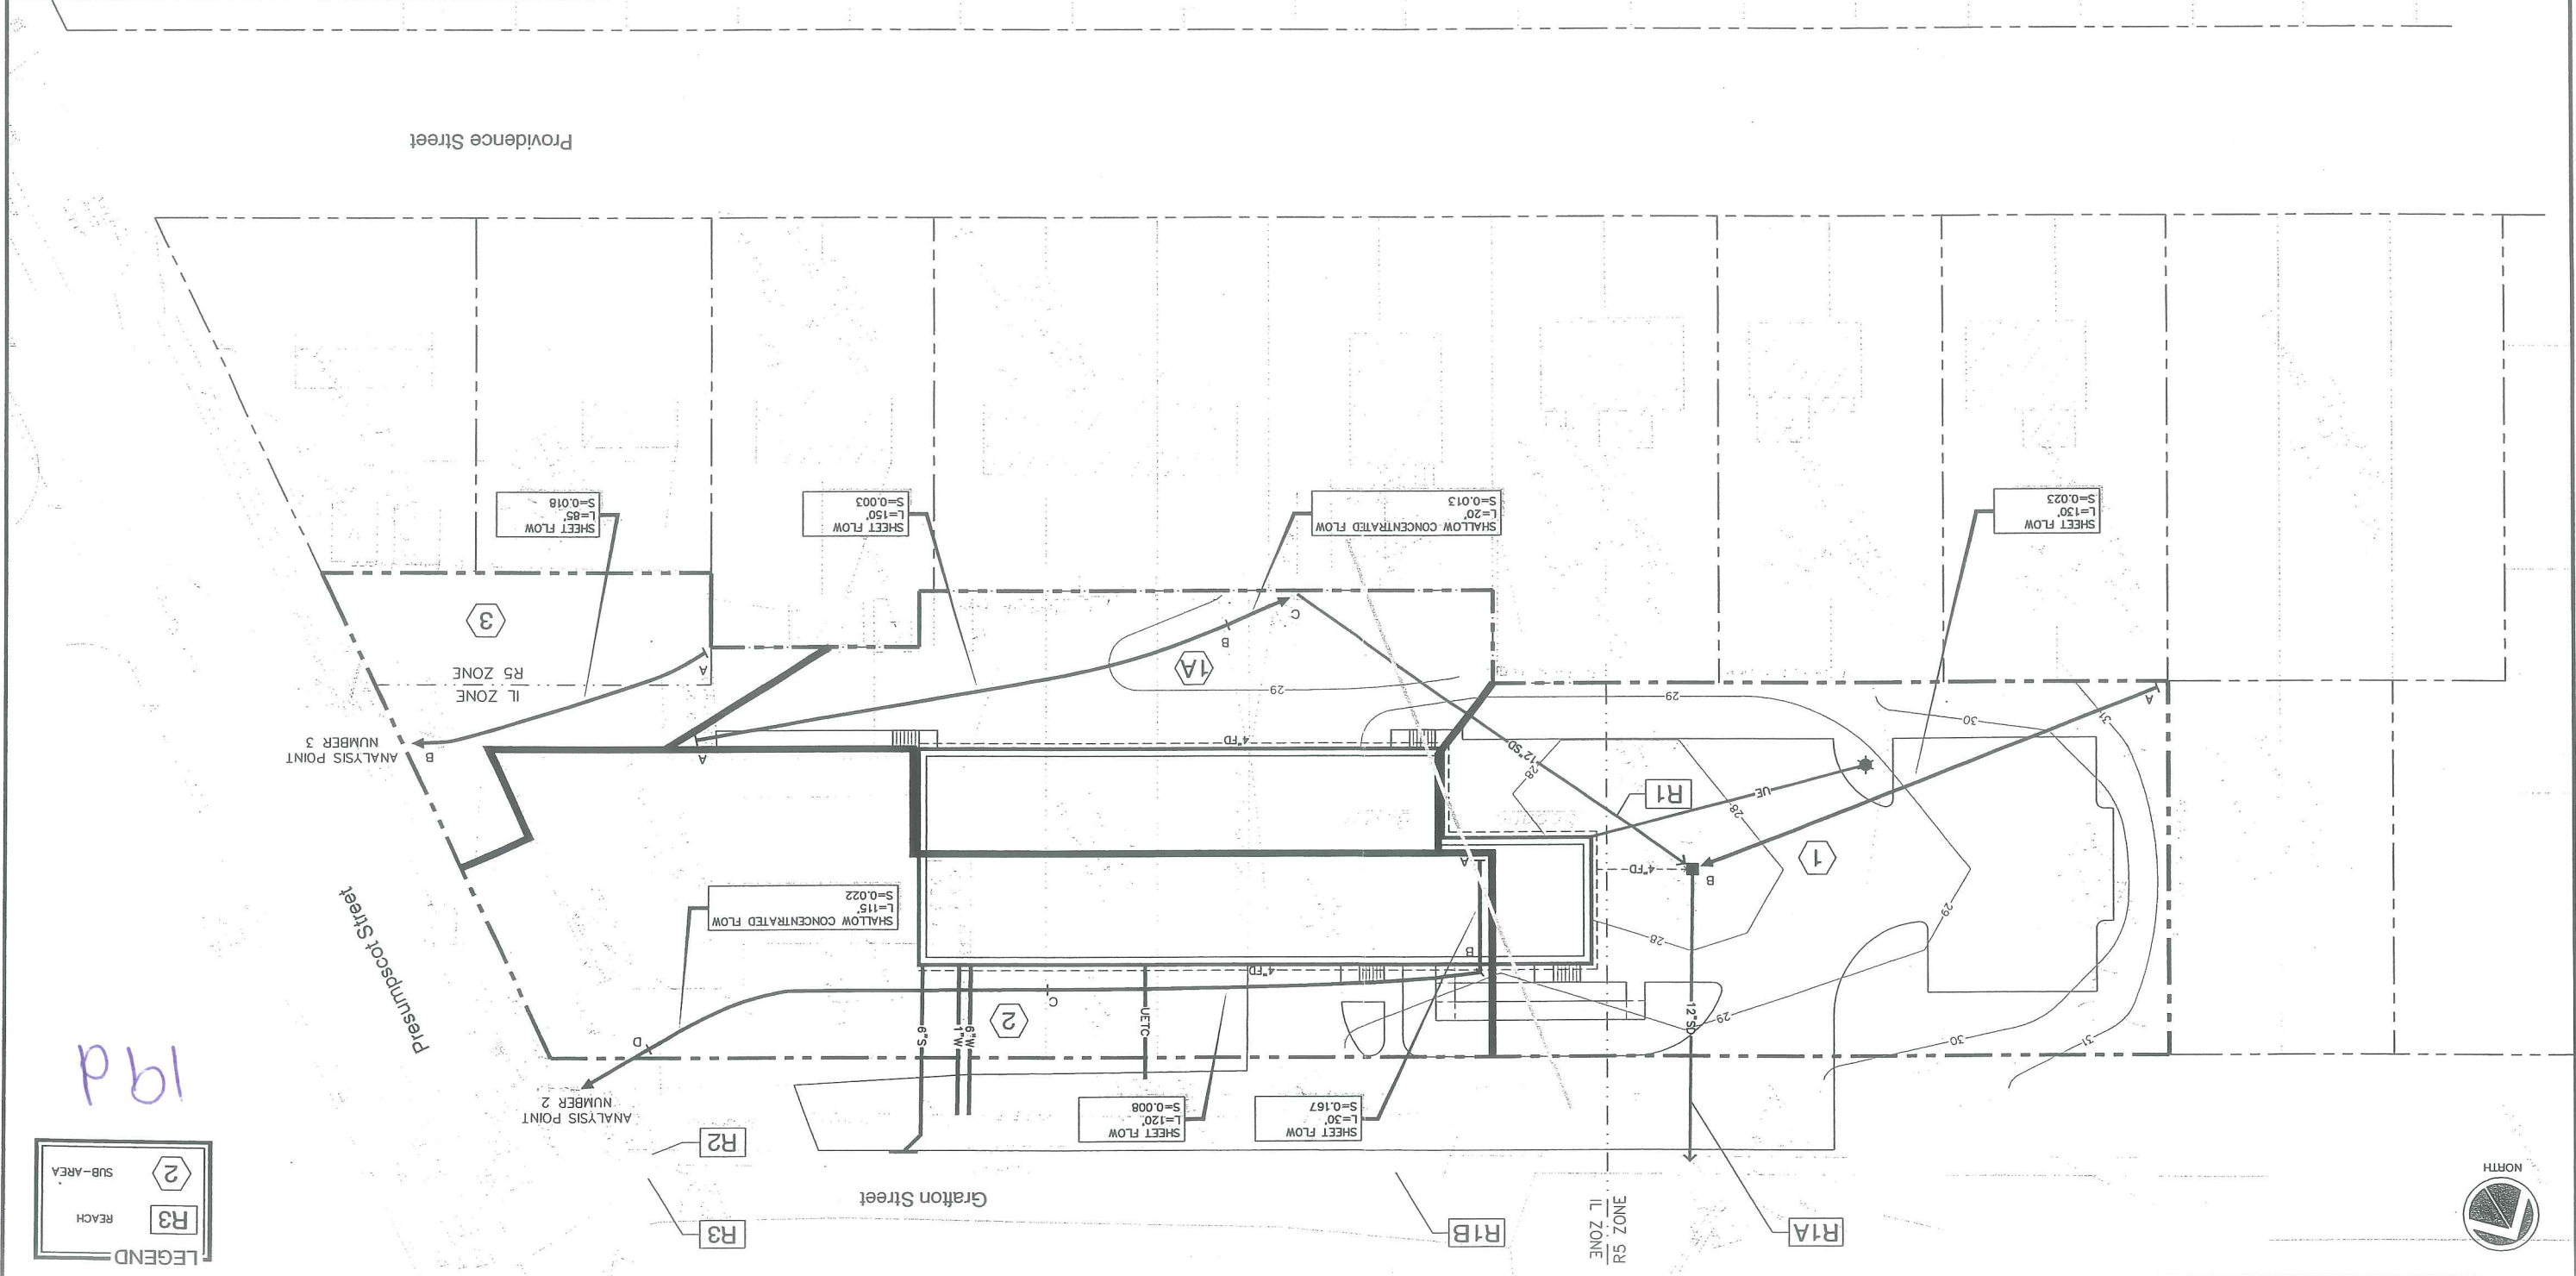 NORTH
R1A
R5 ZONE
IL ZONE
R1B
Grafton Street
R3
R2
LEGEND
R3 REACH
2 SUB-AREA
19d
SHEET FLOW
L=30'
S=0.167
SHEET FLOW
L=120'
S=0.008
ANALYSIS POINT
NUMBER 2
D
31
30
29
12"SD
UETC
6"W
1"W
6"S
2
C
4"FD
B
Presumpscot Street
SHALLOW CONCENTRATED FLOW
L=115'
S=0.022
29
28
1
B
4"FD
A
28
UE
R1
28
12"SD
4"FD
A
B
ANALYSIS POINT
NUMBER 3
A
31
30
29
29
1A
B
C
A
IL ZONE
R5 ZONE
3
SHEET FLOW
L=130'
S=0.023
SHALLOW CONCENTRATED FLOW
L=20'
S=0.013
SHEET FLOW
L=150'
S=0.003
SHEET FLOW
L=85'
S=0.018
Providence Street